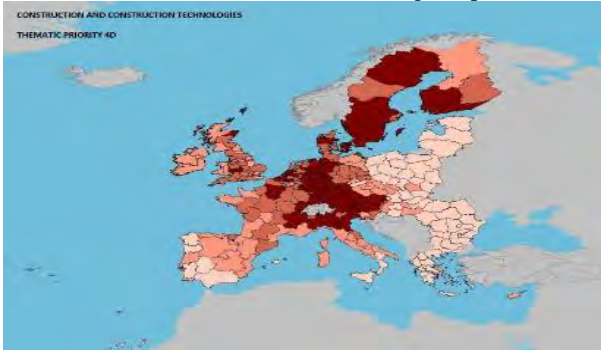 CONSTRUCTION AND CONSTRUCTION TECHNOLOGIES
THEMATIC PRIORITY 4D